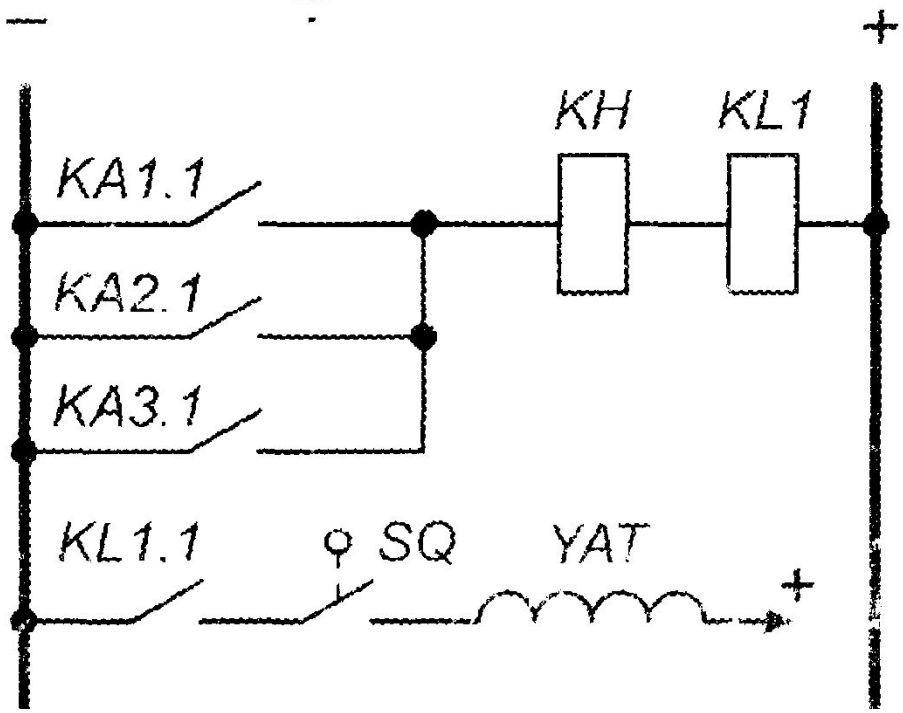 − +
KH KL1
KA1.1
KA2.1
KA3.1
KL1.1 SQ YAT
+